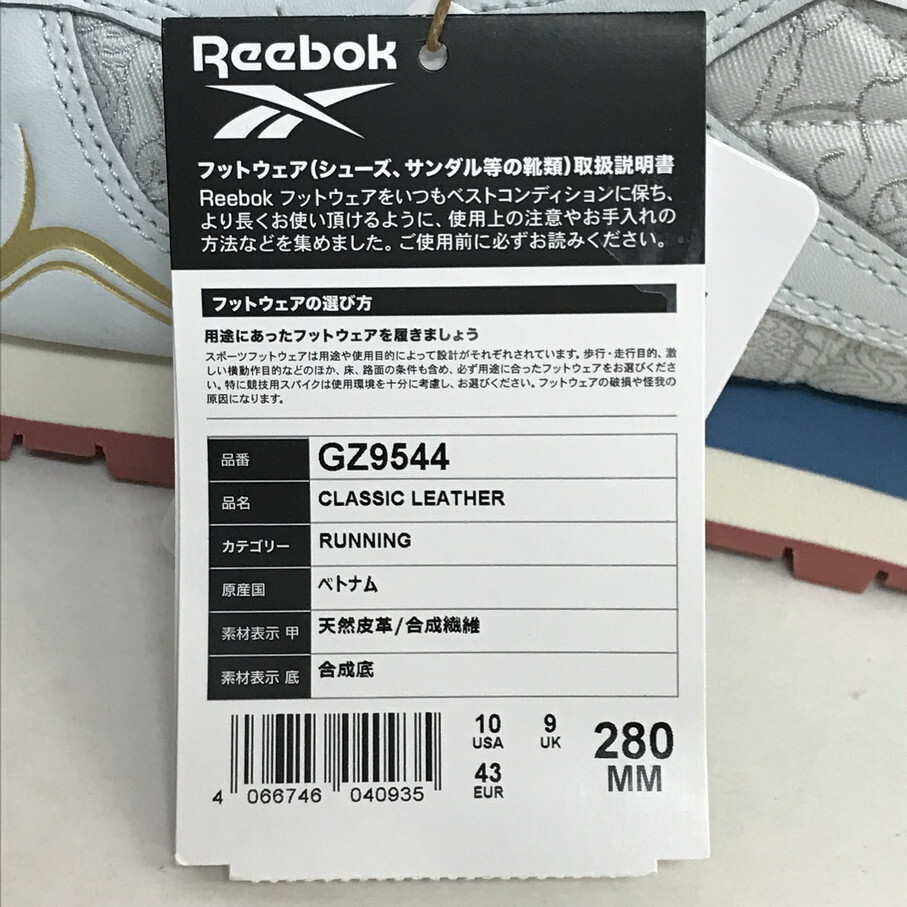 Reebok
フットウェア(シューズ、サンダル等の靴類)取扱説明書
Reebok フットウェアをいつもベストコンディションに保ち、
より長くお使い頂けるように、使用上の注意やお手入れの
方法などを集めました。ご使用前に必ずお読みください。
フットウェアの選び方
用途にあったフットウェアを履きましょう
スポーツフットウェアは用途や使用目的によって設計がそれぞれされています。歩行・走行目的、激
しい横動作目的などのほか、床、路面の条件も含め、必ず用途に合ったフットウェアをお選びくださ
い。特に競技用スパイクは使用環境を十分に考慮し、お選びください。フットウェアの破損や怪我の
原因になります。
品番 GZ9544
品名 CLASSIC LEATHER
カテゴリー RUNNING
原産国 ベトナム
素材表示 甲 天然皮革/合成繊維
素材表示 底 合成底
10 9 280
USA UK MM
43
EUR
4 066746 040935